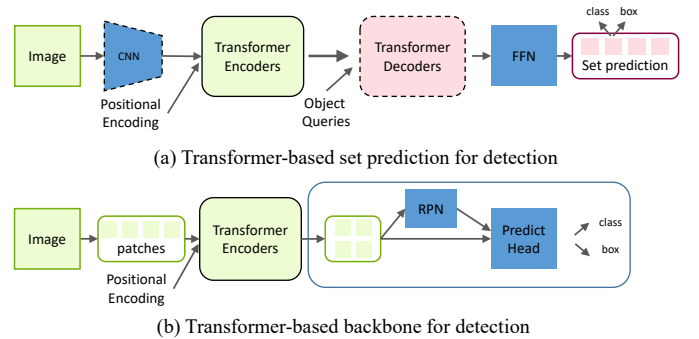 class box
Image
CNN
Transformer
Encoders
Transformer
Decoders
FFN
Set prediction
Positional
Encoding
Object
Queries
(a) Transformer-based set prediction for detection
Image
patches
Transformer
Encoders
RPN
Predict
Head
class
box
Positional
Encoding
(b) Transformer-based backbone for detection